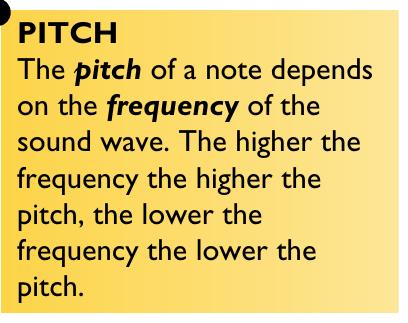 PITCH
The pitch of a note depends
on the frequency of the
sound wave. The higher the
frequency the higher the
pitch, the lower the
frequency the lower the
pitch.